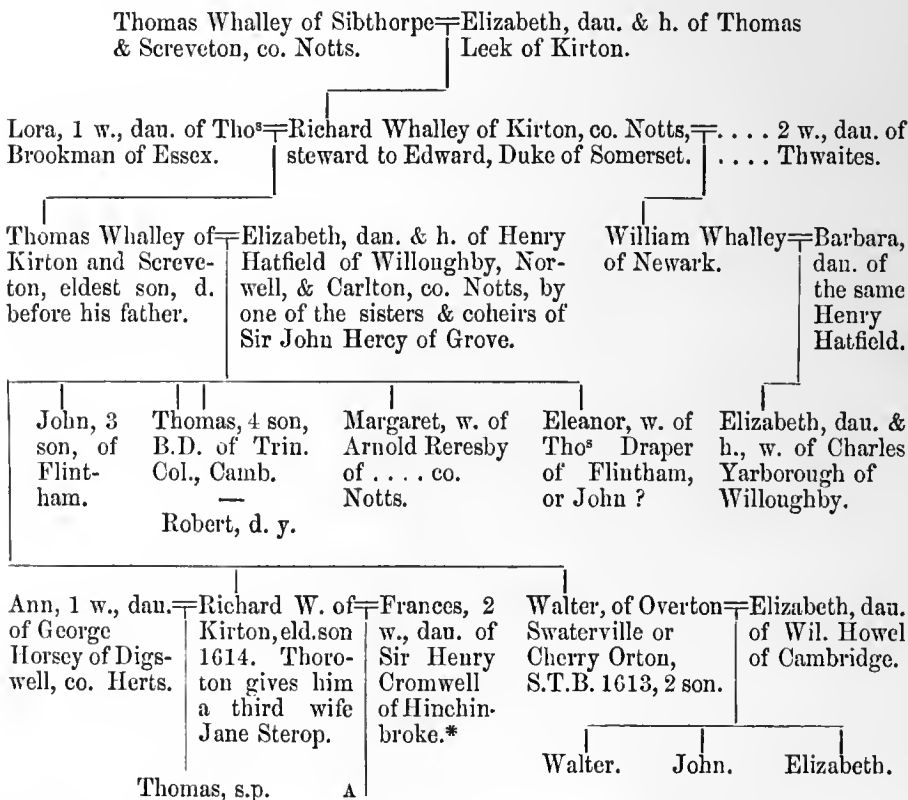 Thomas Whalley of Sibthorpe=Elizabeth, dau. & h. of Thomas
& Screveton, co. Notts. Leek of Kirton.
Lora, 1 w., dau. of Thoˢ=Richard Whalley of Kirton, co. Notts,=. . . . 2 w., dau. of
Brookman of Essex. steward to Edward, Duke of Somerset. . . . . Thwaites.
Thomas Whalley of=Elizabeth, dau. & h. of Henry
Kirton and Screve-
ton, eldest son, d.
before his father.
Hatfield of Willoughby, Nor-
well, & Carlton, co. Notts, by
one of the sisters & coheirs of
Sir John Hercy of Grove.
William Whalley=Barbara,
of Newark.
dau. of
the same
Henry
Hatfield.
John, 3
son, of
Flint-
ham.
Thomas, 4 son,
B.D. of Trin.
Col., Camb.
—
Robert, d. y.
Margaret, w. of
Arnold Reresby
of . . . . co.
Notts.
Eleanor, w. of
Thoˢ Draper
of Flintham,
or John ?
Elizabeth, dau. &
h., w. of Charles
Yarborough of
Willoughby.
Ann, 1 w., dau.=
of George
Horsey of Digs-
well, co. Herts.
Richard W. of=
Kirton, eld. son
1614. Thoro-
ton gives him
a third wife
Jane Sterop.
Frances, 2
w., dau. of
Sir Henry
Cromwell
of Hinchin-
broke.*
Walter, of Overton=
Swaterville or
Cherry Orton,
S.T.B. 1613, 2 son.
Elizabeth, dau.
of Wil. Howel
of Cambridge.
Walter. John. Elizabeth.
Thomas, s.p. A